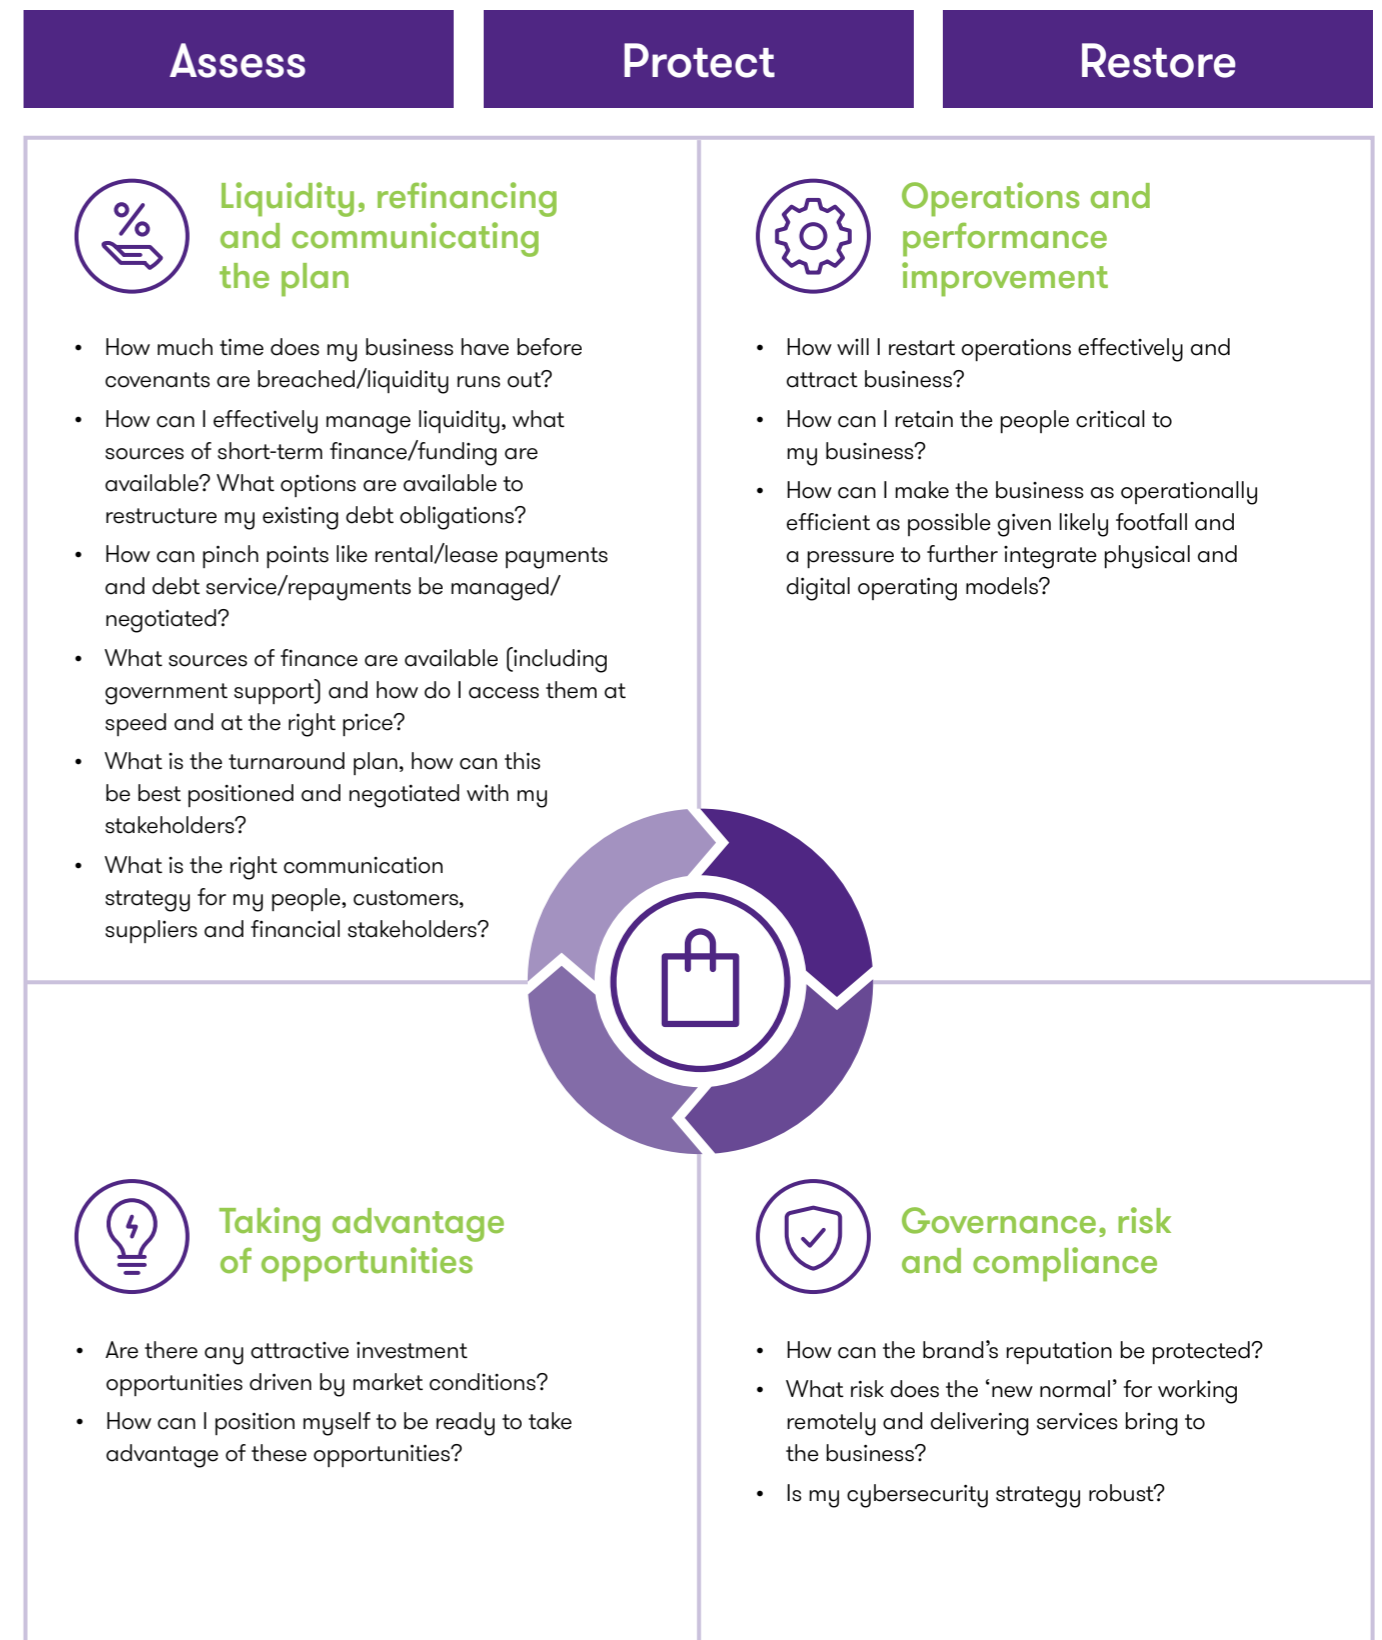 Assess
Protect
Restore
Liquidity, refinancing
and communicating
the plan
• How much time does my business have before
covenants are breached/liquidity runs out?
• How can I effectively manage liquidity, what
sources of short-term finance/funding are
available? What options are available to
restructure my existing debt obligations?
• How can pinch points like rental/lease payments
and debt service/repayments be managed/
negotiated?
• What sources of finance are available (including
government support) and how do I access them at
speed and at the right price?
• What is the turnaround plan, how can this
be best positioned and negotiated with my
stakeholders?
• What is the right communication
strategy for my people, customers,
suppliers and financial stakeholders?
Operations and
performance
improvement
• How will I restart operations effectively and
attract business?
• How can I retain the people critical to
my business?
• How can I make the business as operationally
efficient as possible given likely footfall and
a pressure to further integrate physical and
digital operating models?
Taking advantage
of opportunities
• Are there any attractive investment
opportunities driven by market conditions?
• How can I position myself to be ready to take
advantage of these opportunities?
Governance, risk
and compliance
• How can the brand’s reputation be protected?
• What risk does the ‘new normal’ for working
remotely and delivering services bring to
the business?
• Is my cybersecurity strategy robust?